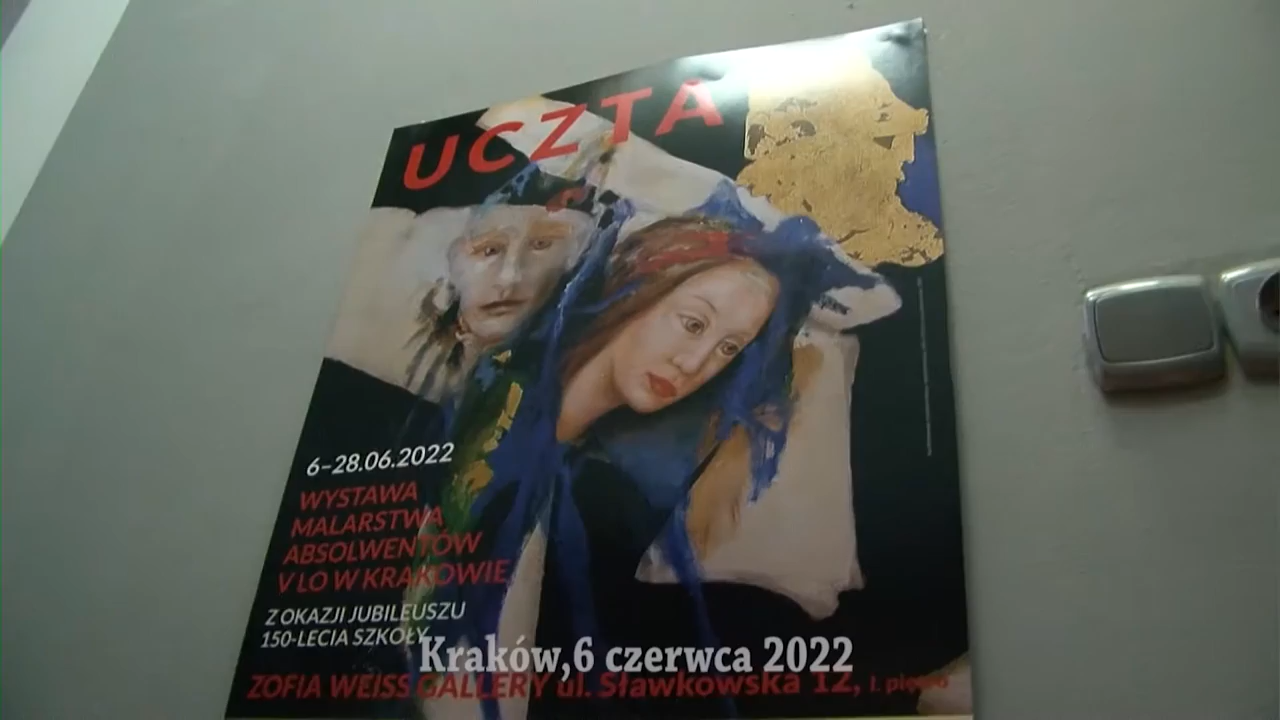 UCZTA
6–28.06.2022
WYSTAWA
MALARSTWA
ABSOLWENTÓW
V LO W KRAKOWIE
Z OKAZJI JUBILEUSZU
150-LECIA SZKOŁY
Kraków,6 czerwca 2022
ZOFIA WEISS GALLERY ul. Sławkowska 12, I. piętro